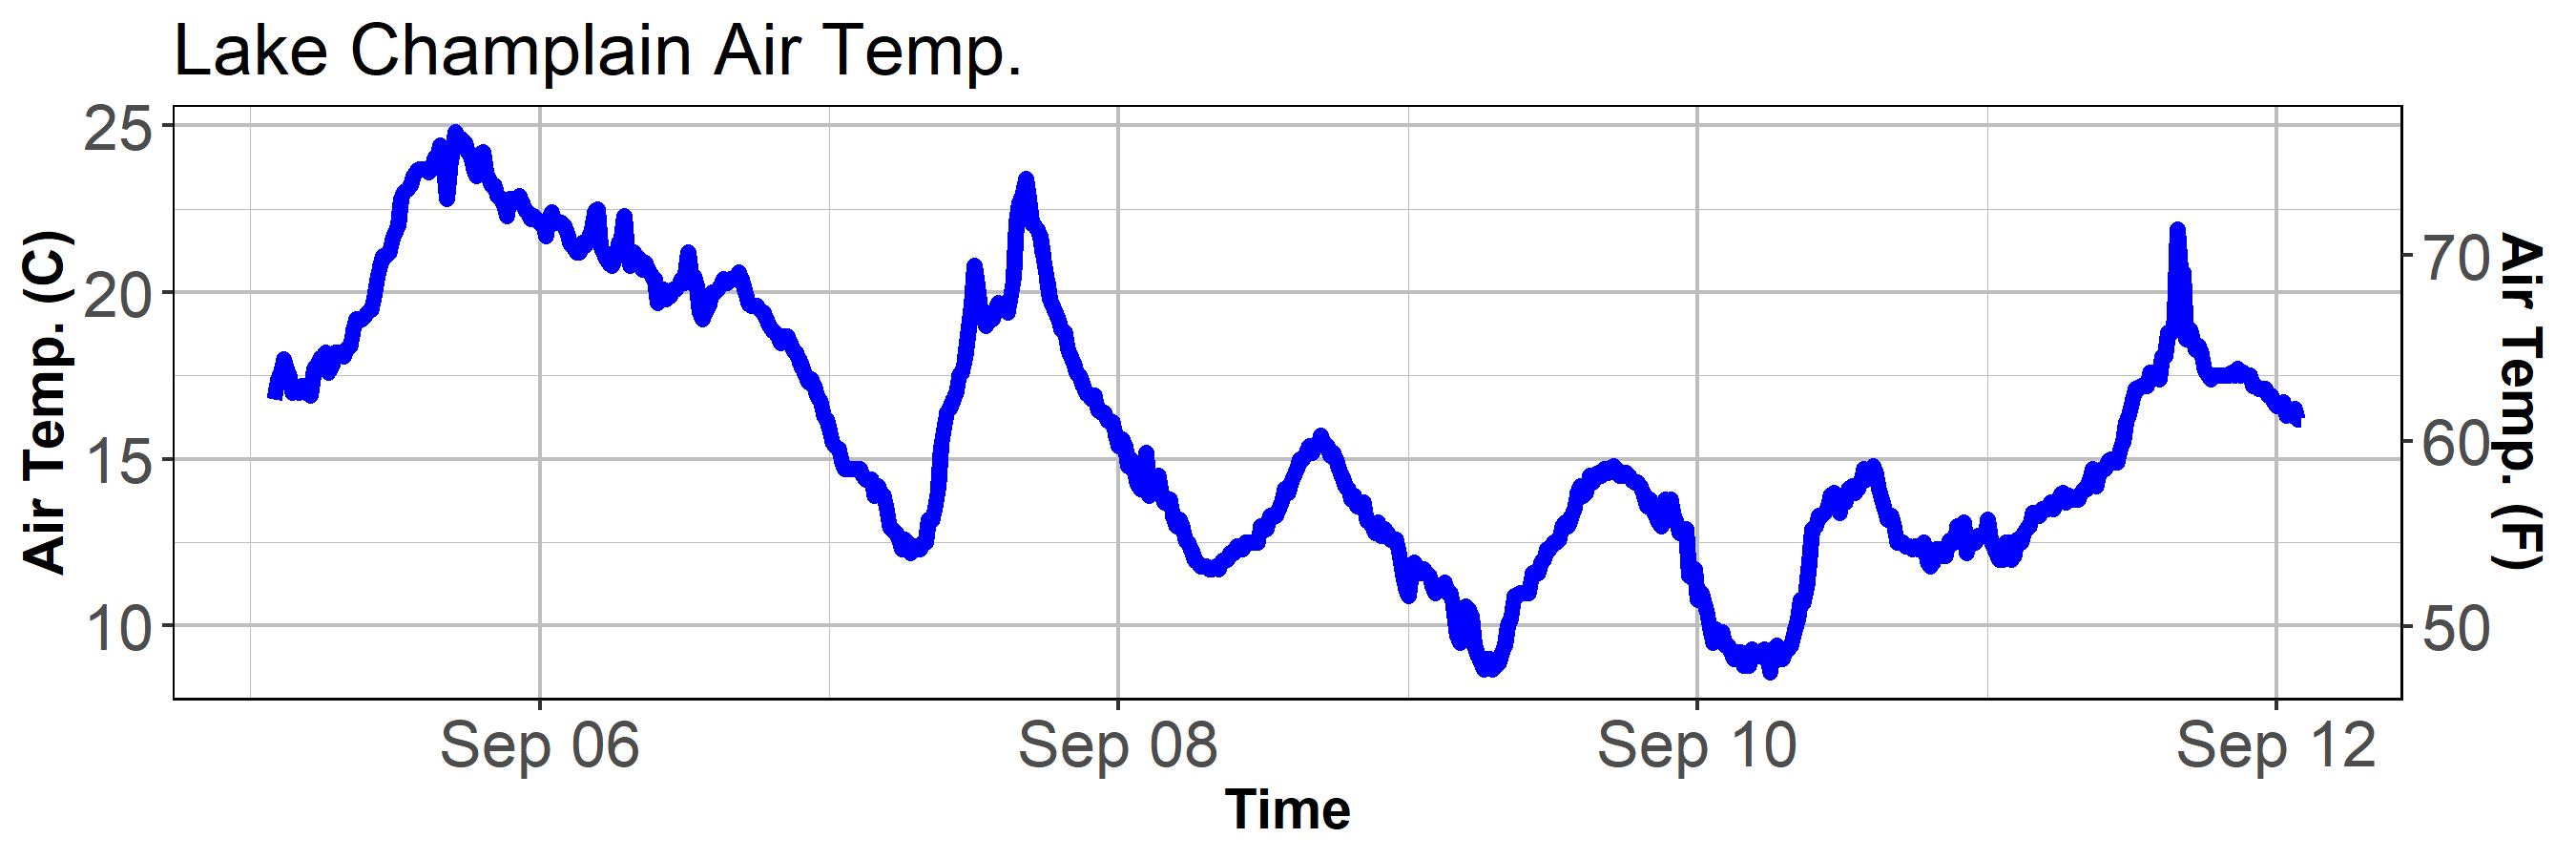 Lake Champlain Air Temp.
Air Temp. (C)
25
20
15
10
70
60
50
Air Temp. (F)
Sep 06
Sep 08
Sep 10
Sep 12
Time